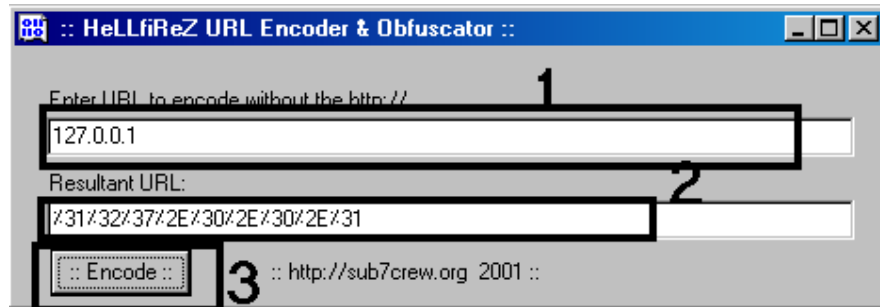 :: HeLLfiReZ URL Encoder & Obfuscator ::
1
Enter URL to encode without the http://
127.0.0.1
Resultant URL:
2
%31%32%37%2E%30%2E%30%2E%31
:: Encode ::
3
:: http://sub7crew.org 2001 ::